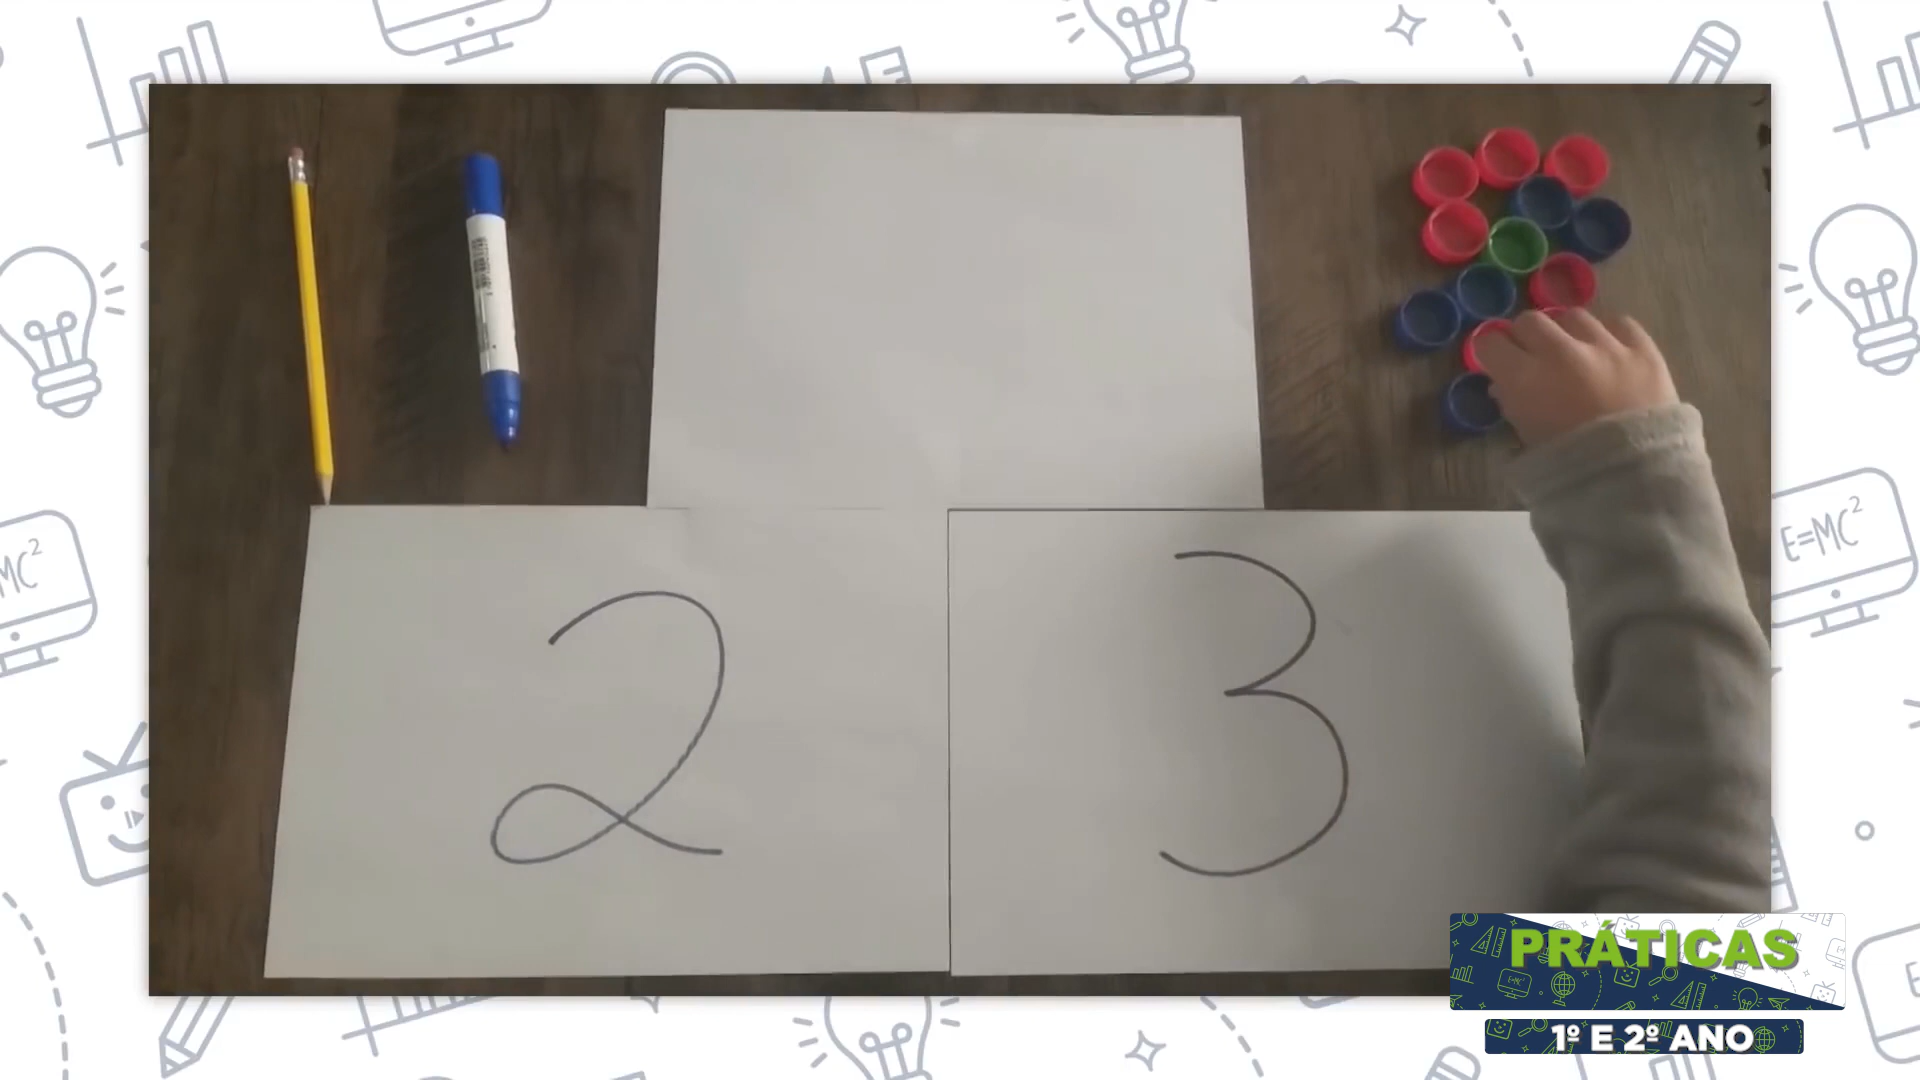 2
3
PRÁTICAS
1º E 2º ANO
E=MC²
MC²